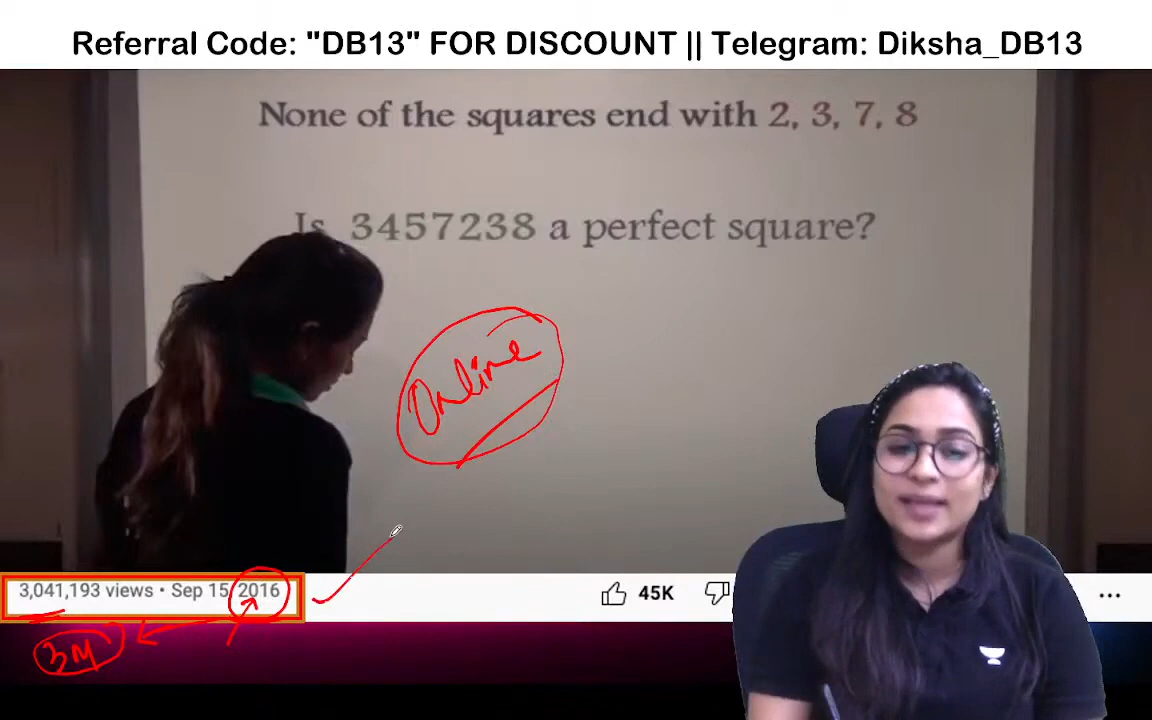 Referral Code: "DB13" FOR DISCOUNT || Telegram: Diksha_DB13
None of the squares end with 2, 3, 7, 8
Is 3457238 a perfect square?
Online
3,041,193 views • Sep 15, 2016
45K
3M